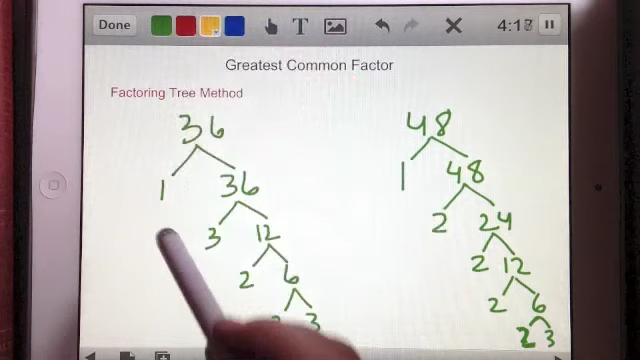 Done T 4:17
Greatest Common Factor
Factoring Tree Method
36 48
1 36 1 48
3 12 2 24
2 6 2 12
3 2 6
2 3